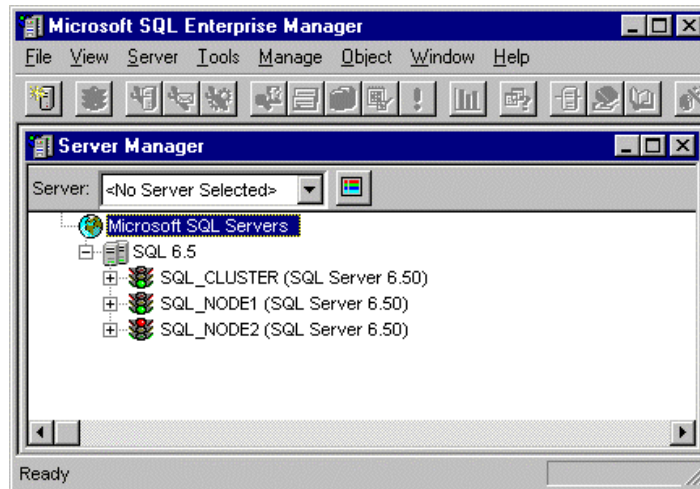 Microsoft SQL Enterprise Manager
File View Server Tools Manage Object Window Help
Server Manager
Server: <No Server Selected>
Microsoft SQL Servers
SQL 6.5
SQL_CLUSTER (SQL Server 6.50)
SQL_NODE1 (SQL Server 6.50)
SQL_NODE2 (SQL Server 6.50)
Ready